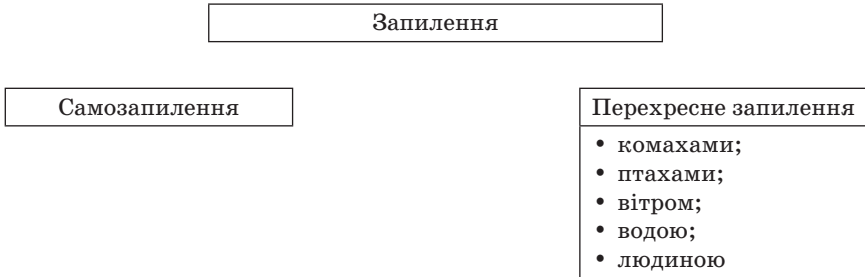 Запилення
Самозапилення
Перехресне запилення
• комахами;
• птахами;
• вітром;
• водою;
• людиною